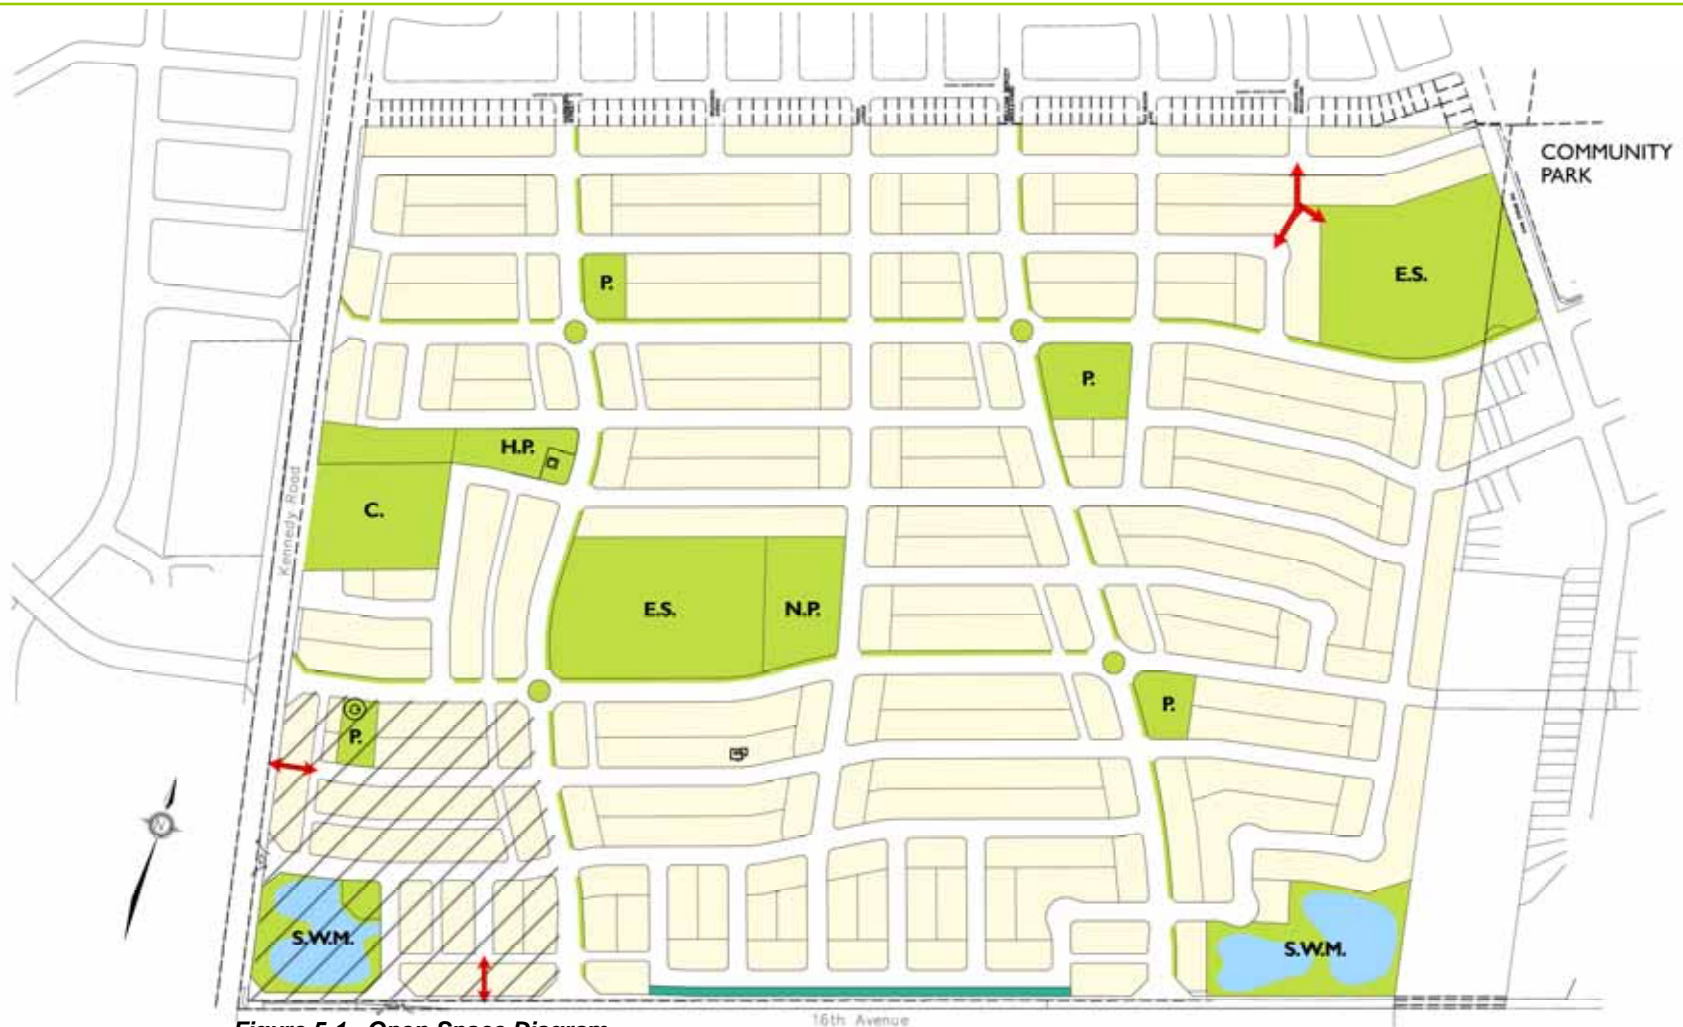 COMMUNITY
PARK
E.S.
P.
P.
H.P.
C.
Kennedy Road
E.S.
N.P.
P.
P.
S.W.M.
S.W.M.
16th Avenue
Figure 5.1 Open Space Diagram